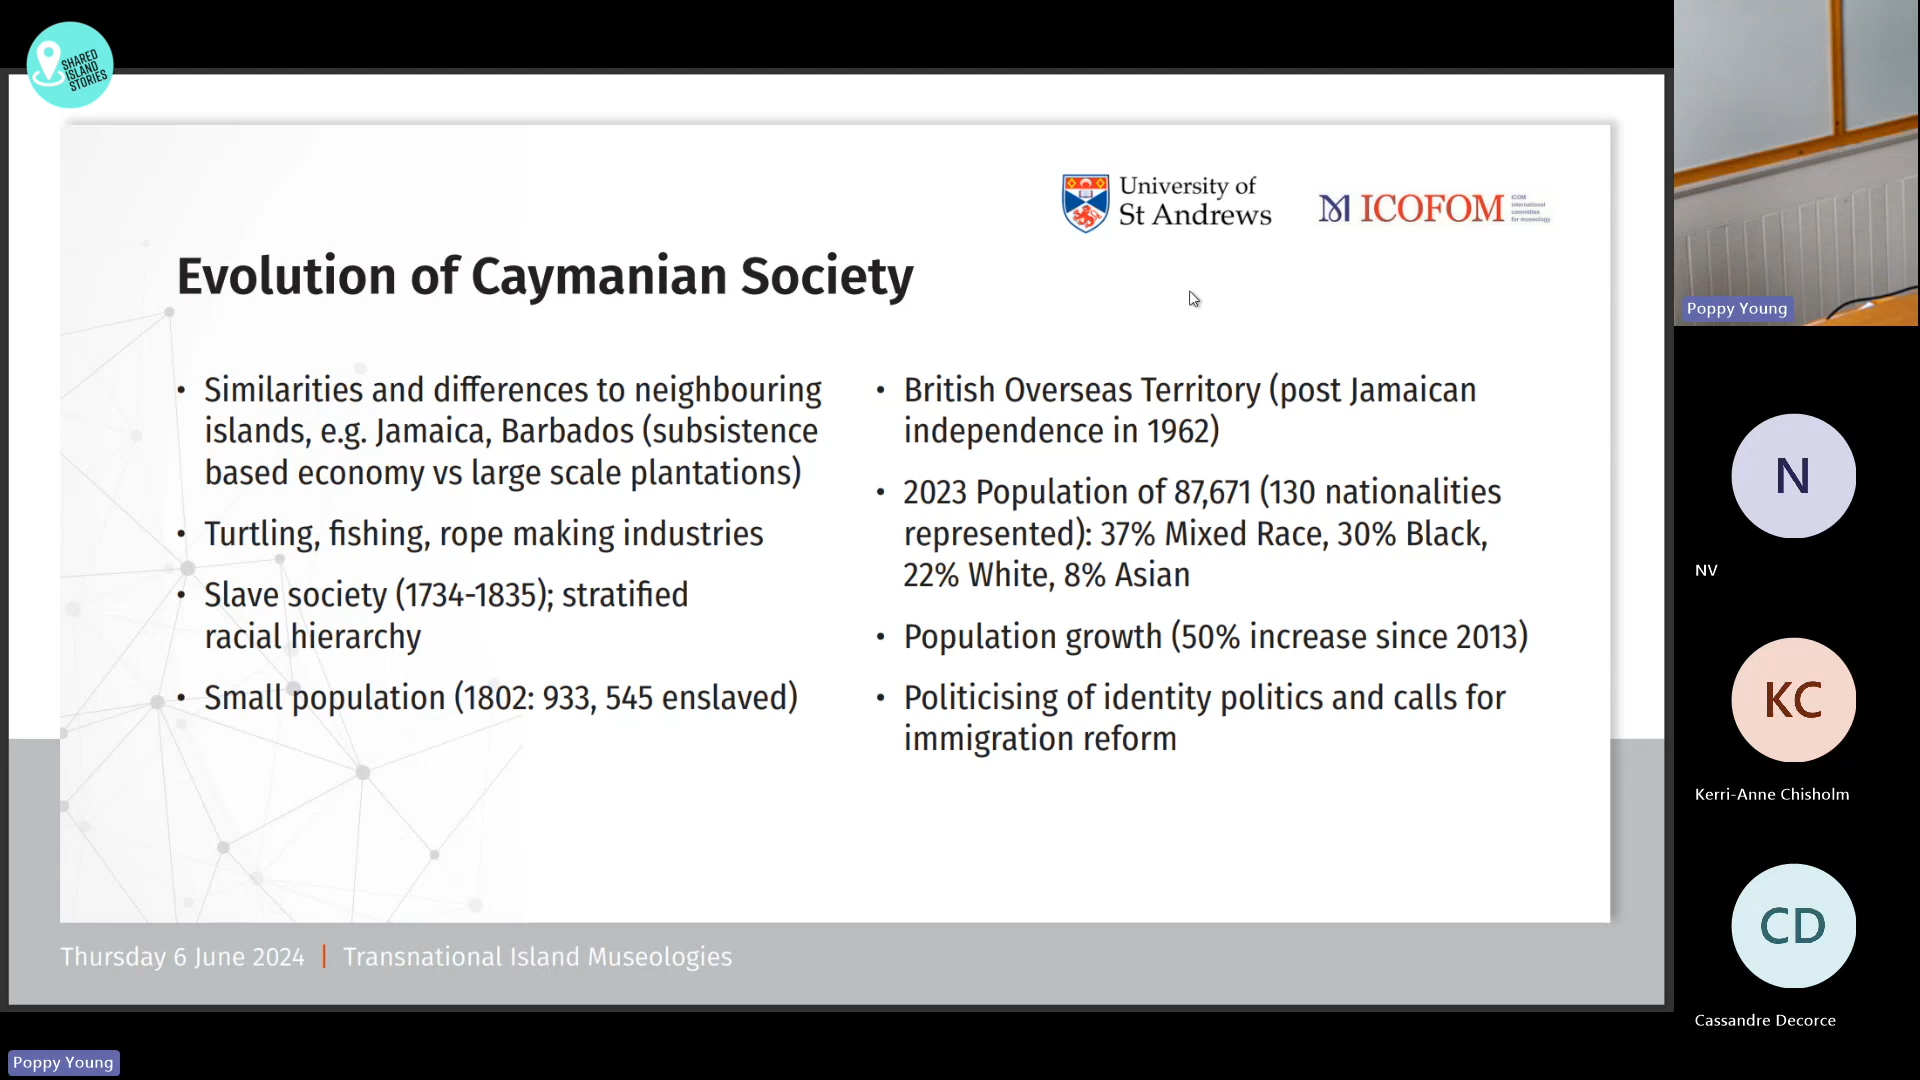 SHARED
ISLAND
STORIES
University of
St Andrews
ICOFOM
ICOM
international
committee
for museology
Evolution of Caymanian Society
• Similarities and differences to neighbouring
islands, e.g. Jamaica, Barbados (subsistence
based economy vs large scale plantations)
• Turtling, fishing, rope making industries
• Slave society (1734-1835); stratified
racial hierarchy
• Small population (1802: 933, 545 enslaved)
• British Overseas Territory (post Jamaican
independence in 1962)
• 2023 Population of 87,671 (130 nationalities
represented): 37% Mixed Race, 30% Black,
22% White, 8% Asian
• Population growth (50% increase since 2013)
• Politicising of identity politics and calls for
immigration reform
Thursday 6 June 2024 | Transnational Island Museologies
Poppy Young
Poppy Young
N
NV
KC
Kerri-Anne Chisholm
CD
Cassandre Decorce